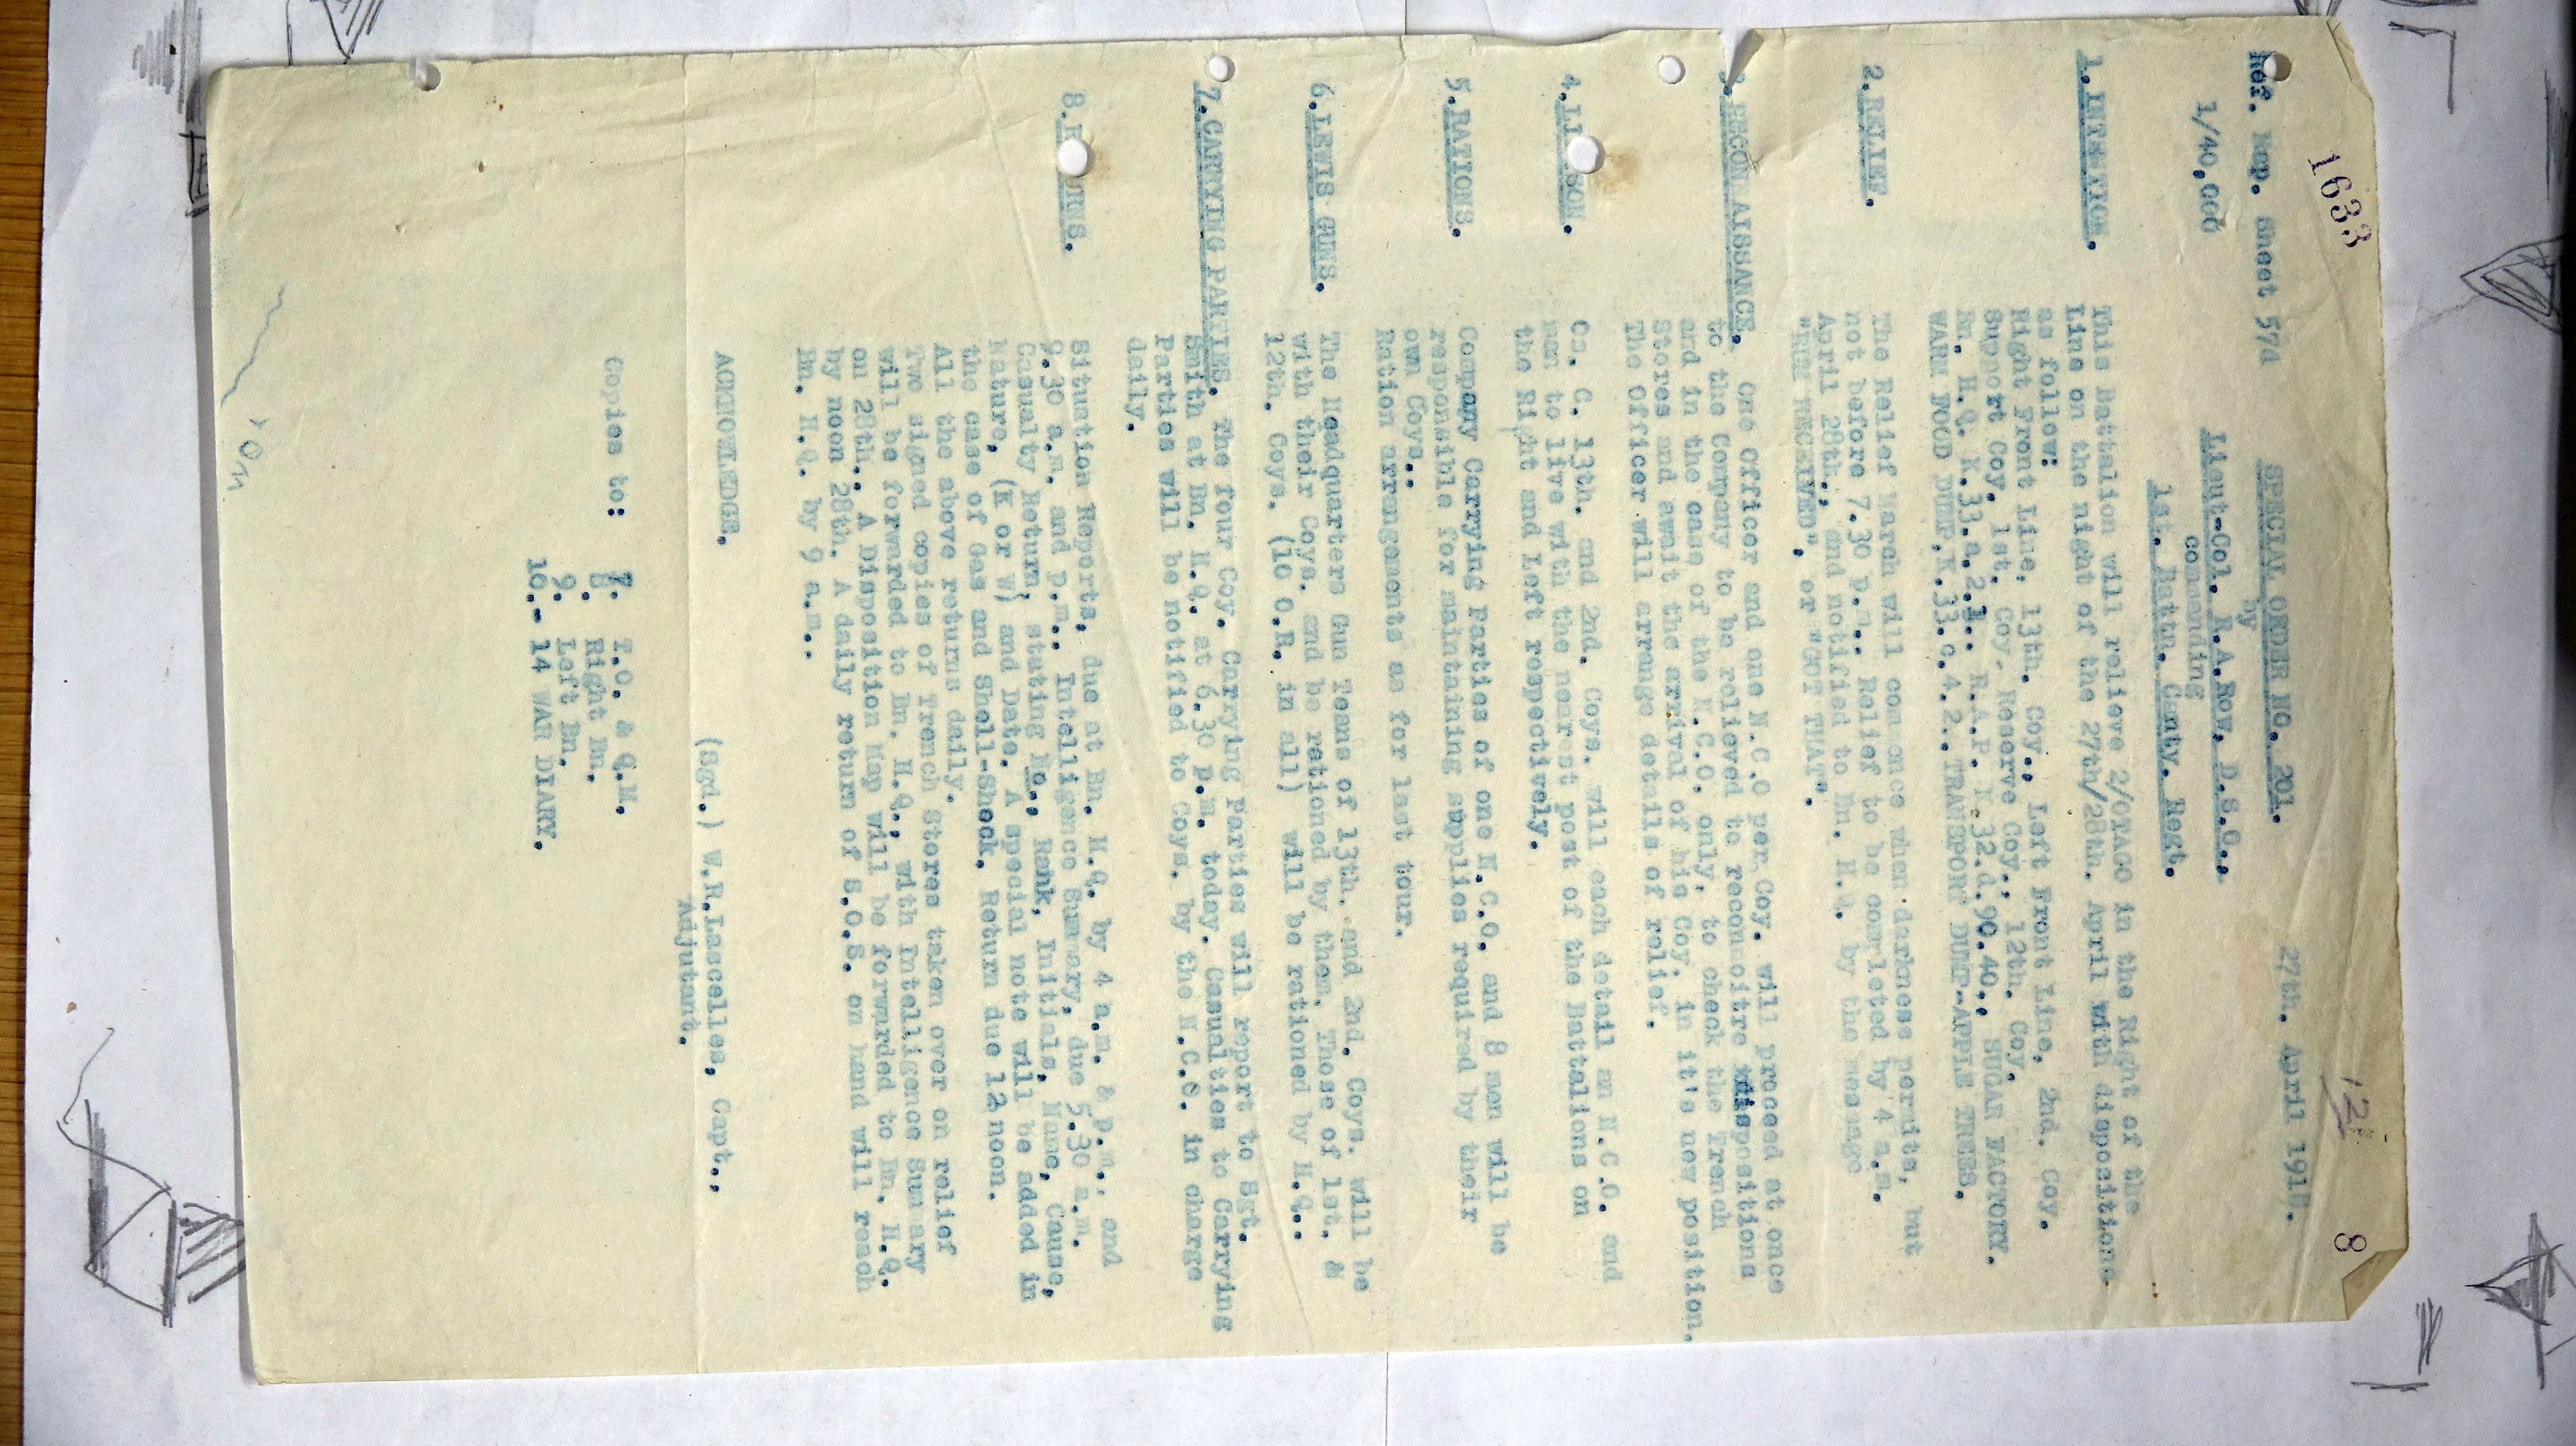 1633
12
8
Ref. Map. Sheet 57d
1/40,000
27th. April 191
SPECIAL ORDER NO. 201.
by
Lieut-Col. R.A.Row, D.S.O.,
commanding
1st. Battn. Canty. Regt.
1.INTENTION.
This Battalion will relieve 2/OTAGO in the Right of the
Line on the night of the 27th/28th. April with dispositions
as follow:
Right Front Line, 13th. Coy., Left Front Line, 2nd. Coy.
Support Coy. 1st. Coy. Reserve Coy., 12th. Coy.
Bn. H.Q. K.33.a.2. R.A.P. 32.d.90.40., SUGAR FACTORY.
WARM FOOD DUMP.K.33.c.4.2.. TRANSPORT DUMP--APPLE TREES.
2.RELIEF.
The Relief March will commence when darkness permits, but
not before 7.30 p.m.. Relief to be completed by 4 a.m.
April 28th., and notified to Bn. H.Q. by the message
RECEIVED". or "GOT THAT".
RECONNAISSANCE.
One Officer and one N.C.O per Coy. will proceed at once
to the Company to be relieved to reconnoitre dispositions
and in the case of the N.C.O. only, to check the Trench
Stores and await the arrival of his Coy. in it's new position.
The Officer will arrange details of relief.
4.LI SON.
Os. C. 13th. and 2nd. Coys. will each detail an N.C.O. and
man to live with the nearest post of the Battalions on
the Right and Left respectively.
5.RATIONS.
Company Carrying Parties of one N.C.O. and 8 men will be
responsible for maintaining supplies required by their
own Coys..
Ration arrangements as for last tour.
6.LEWIS GUNS.
The Headquarters Gun Teams of 13th. and 2nd. Coys. will be
with their Coys. and be rationed by them. Those of 1st. &
12th. Coys. (10 O.R. in all) will be rationed by H.Q..
7.CARRYING PARTIES.
The four Coy. Carrying Parties will report to Sgt.
Smith at Bn. H.Q. at 6.30 p.m. today. Casualties to Carrying
Parties will be notified to Coys. by the N.C.O. in charge
daily.
8.R URNS.
Situation Reports, due at Bn. H.Q. by 4 a.m. & p.m.. and
9.30 a.m. and p.m.. Intelligence Summary, due 5.30 a.m.
Casualty Return, stating No., Rank, Initials, Name, Cause,
Nature, (K or W) and Date. A special note will be added in
the case of Gas and Shell-Shock. Return due 12 noon.
All the above returns daily.
Two signed copies of Trench Stores taken over on relief
will be forwarded to Bn. H.Q., with Intelligence Summary
on 28th.. A Disposition Map will be forwarded to Bn. H.Q.
by noon 28th. A daily return of S.O.S. on hand will reach
Bn. H.Q. by 9 a.m..
ACKNOWLEDGE.
(Sgd.) W.R.Lascelles, Capt..
Adjutant.
Copies to: 7. T.O. & Q.M.
8. Right Bn.
9. Left Bn.
10.- 14 WAR DIARY.